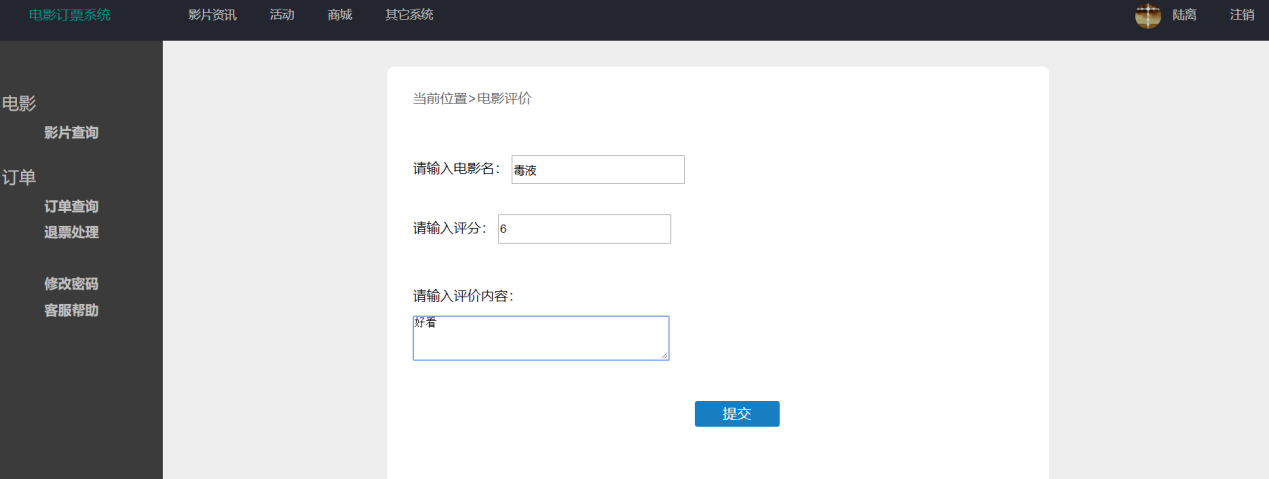 电影订票系统 影片资讯 活动 商城 其它系统 陆离 注销
电影
影片查询
订单
订单查询
退票处理
修改密码
客服帮助
当前位置>电影评价
请输入电影名： 毒液
请输入评分： 6
请输入评价内容：
好看
提交